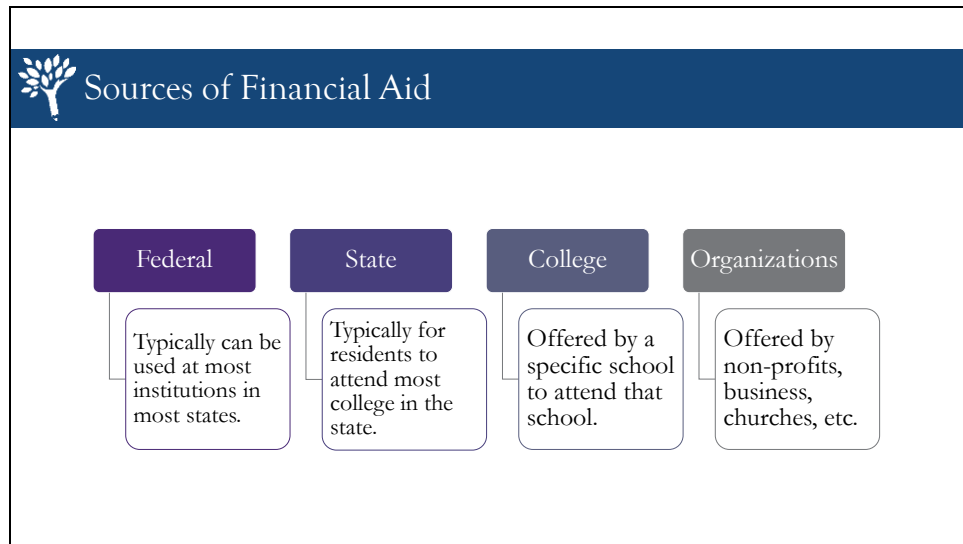 Sources of Financial Aid
Federal
Typically can be
used at most
institutions in
most states.
State
Typically for
residents to
attend most
college in the
state.
College
Offered by a
specific school
to attend that
school.
Organizations
Offered by
non-profits,
business,
churches, etc.